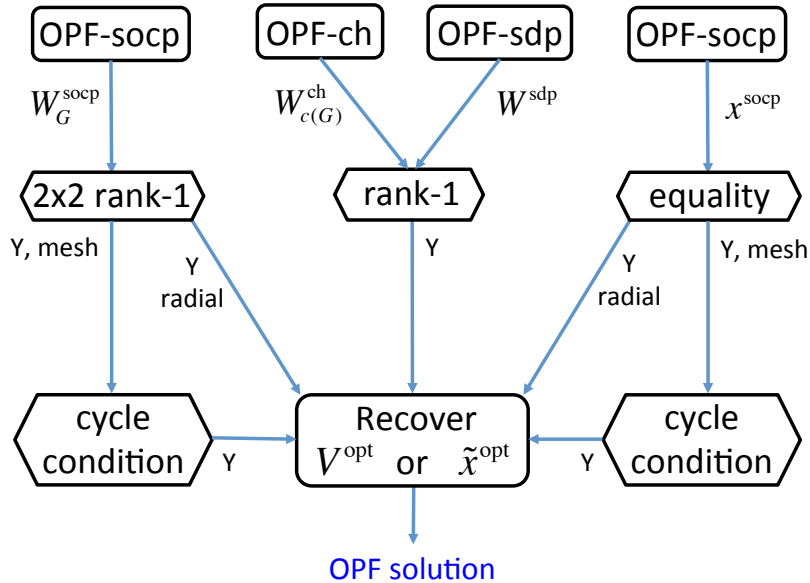 OPF-socp
OPF-ch
OPF-sdp
OPF-socp
W_G^socp
W_c(G)^ch
W^sdp
x^socp
2x2 rank-1
rank-1
equality
Y, mesh
Y
radial
Y
Y
radial
Y, mesh
cycle
condition
Y
Recover
V^opt or x̃^opt
Y
cycle
condition
OPF solution